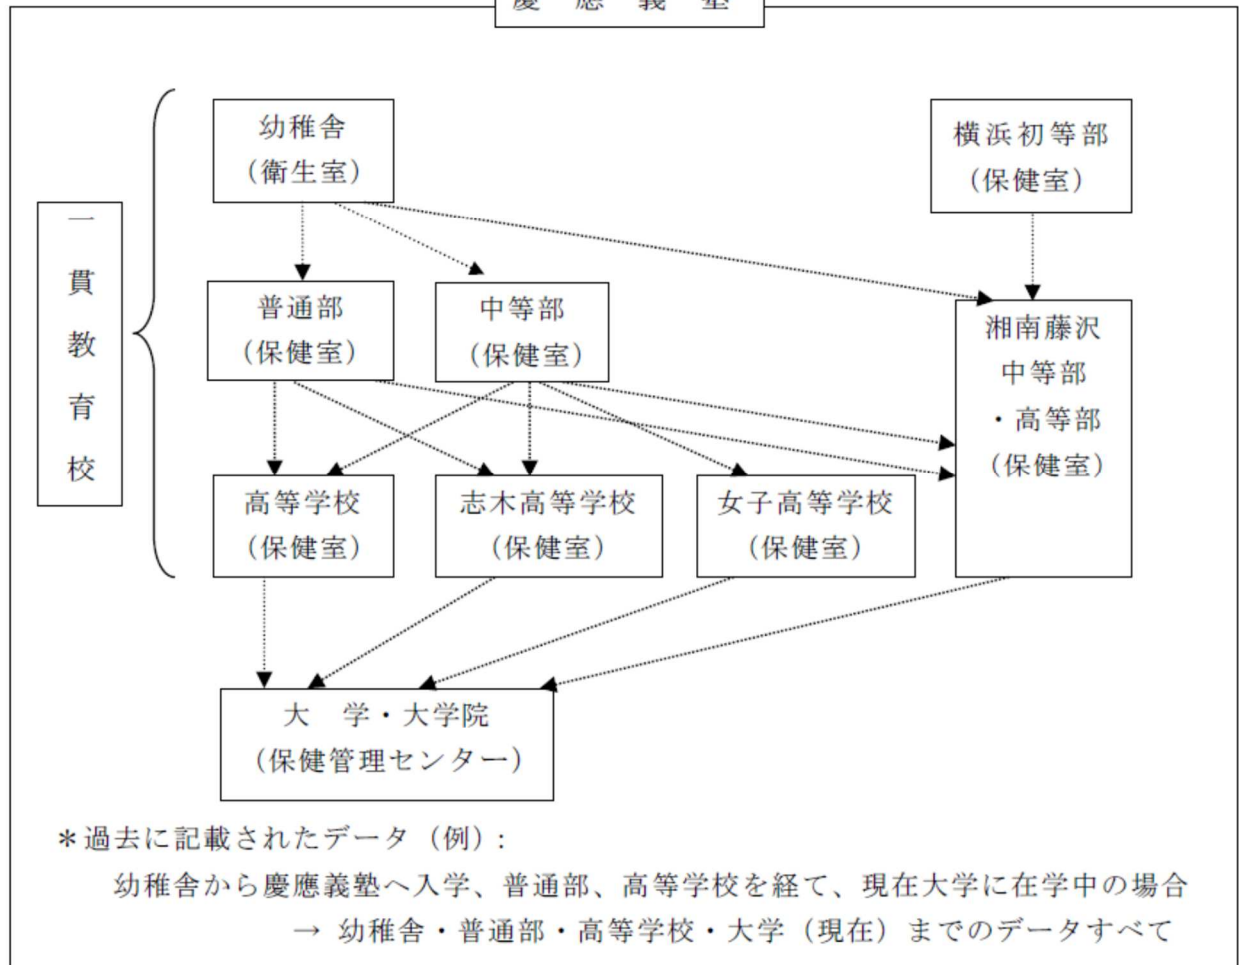 慶 應 義 塾
幼稚舎
（衛生室）
横浜初等部
（保健室）
一
貫
教
育
校
普通部
（保健室）
中等部
（保健室）
湘南藤沢
中等部
・高等部
（保健室）
高等学校
（保健室）
志木高等学校
（保健室）
女子高等学校
（保健室）
大　学・大学院
（保健管理センター）
＊過去に記載されたデータ（例）:
幼稚舎から慶應義塾へ入学、普通部、高等学校を経て、現在大学に在学中の場合
→ 幼稚舎・普通部・高等学校・大学（現在）までのデータすべて